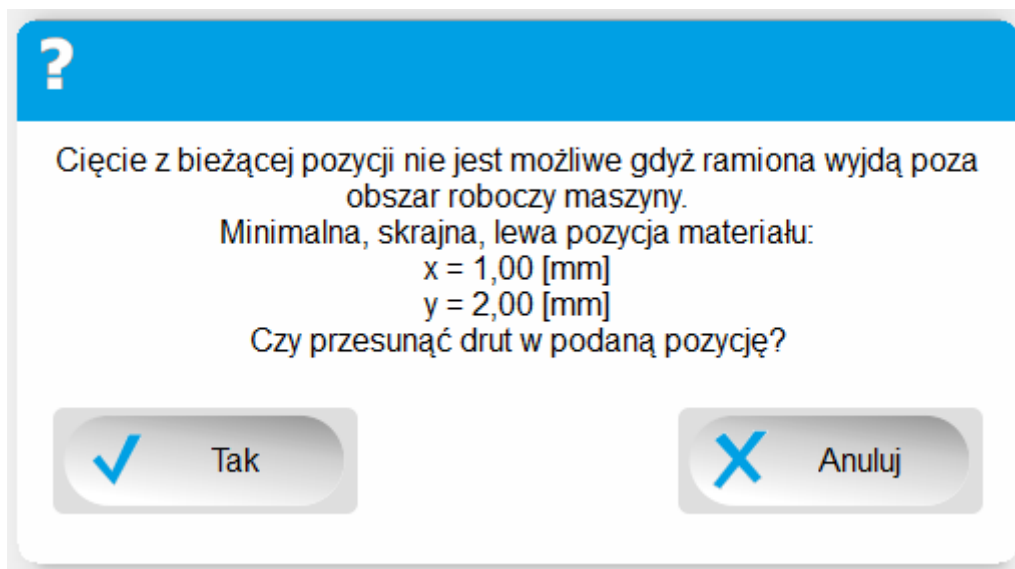 ?
Cięcie z bieżącej pozycji nie jest możliwe gdyż ramiona wyjdą poza
obszar roboczy maszyny.
Minimalna, skrajna, lewa pozycja materiału:
x = 1,00 [mm]
y = 2,00 [mm]
Czy przesunąć drut w podaną pozycję?
Tak
Anuluj